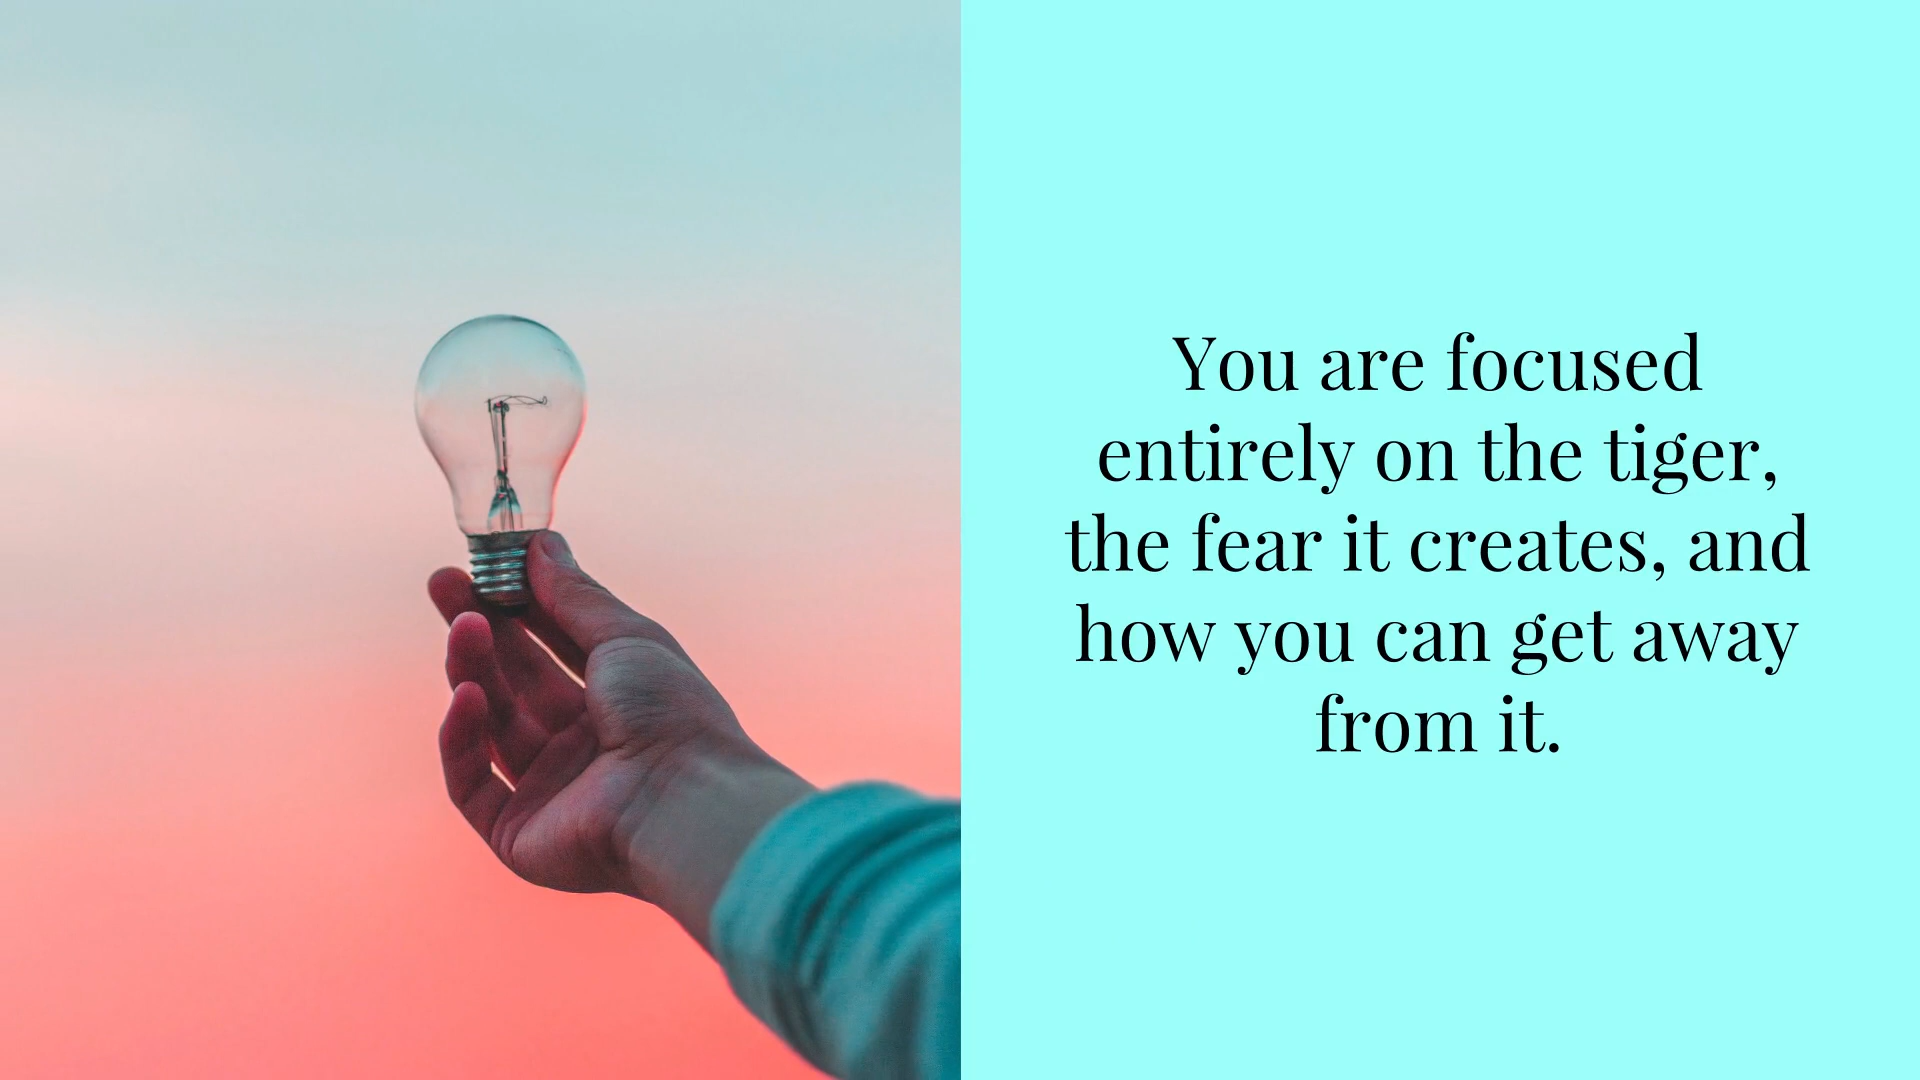 You are focused
entirely on the tiger,
the fear it creates, and
how you can get away
from it.